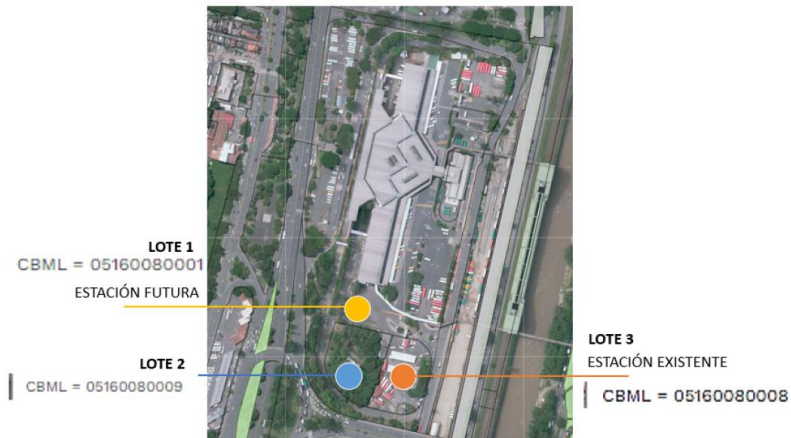 LOTE 1
CBML = 05160080001
ESTACIÓN FUTURA
LOTE 2
CBML = 05160080009
LOTE 3
ESTACIÓN EXISTENTE
CBML = 05160080008